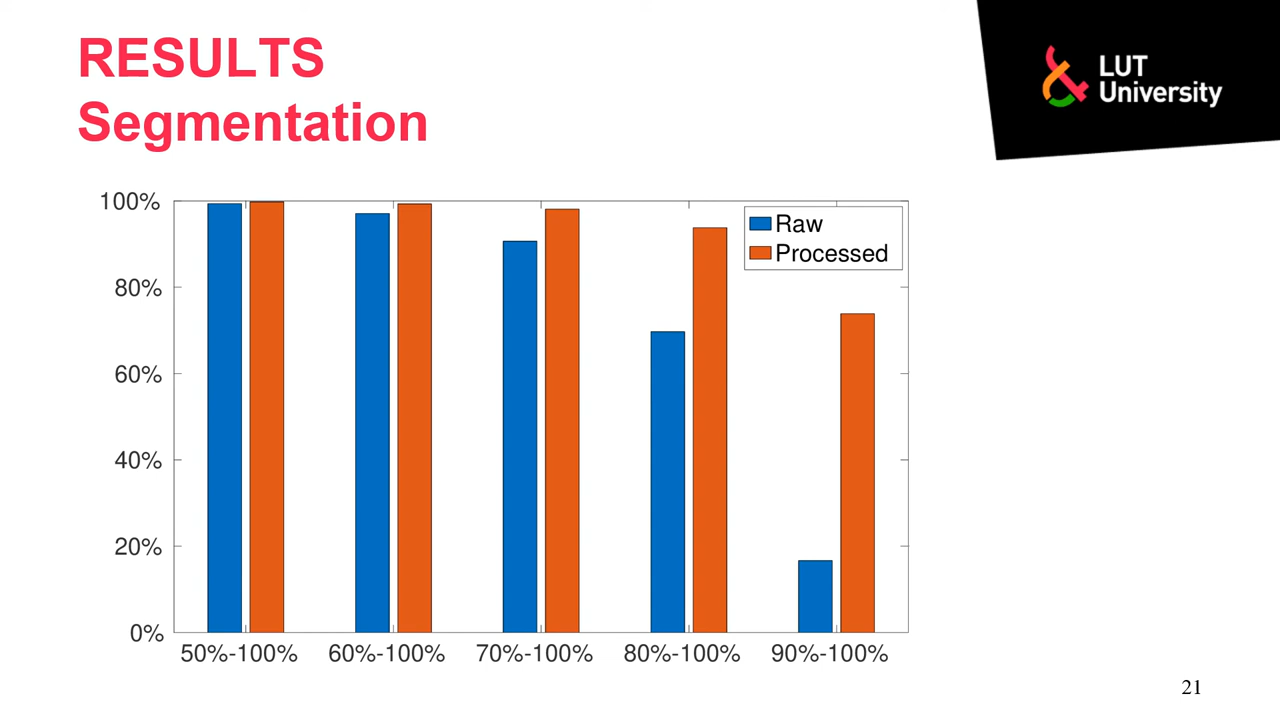 RESULTS
Segmentation
LUT
University
100%
80%
60%
40%
20%
0%
Raw
Processed
50%-100% 60%-100% 70%-100% 80%-100% 90%-100%
21